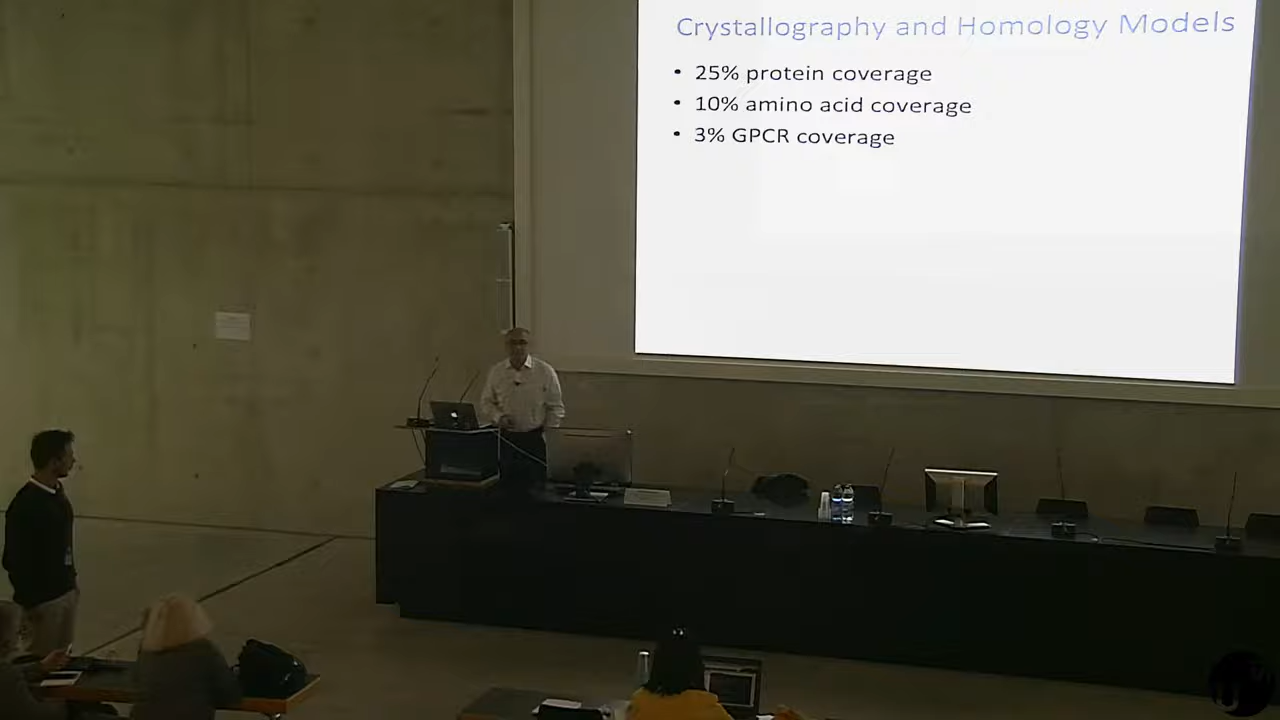 Crystallography and Homology Models
• 25% protein coverage
• 10% amino acid coverage
• 3% GPCR coverage